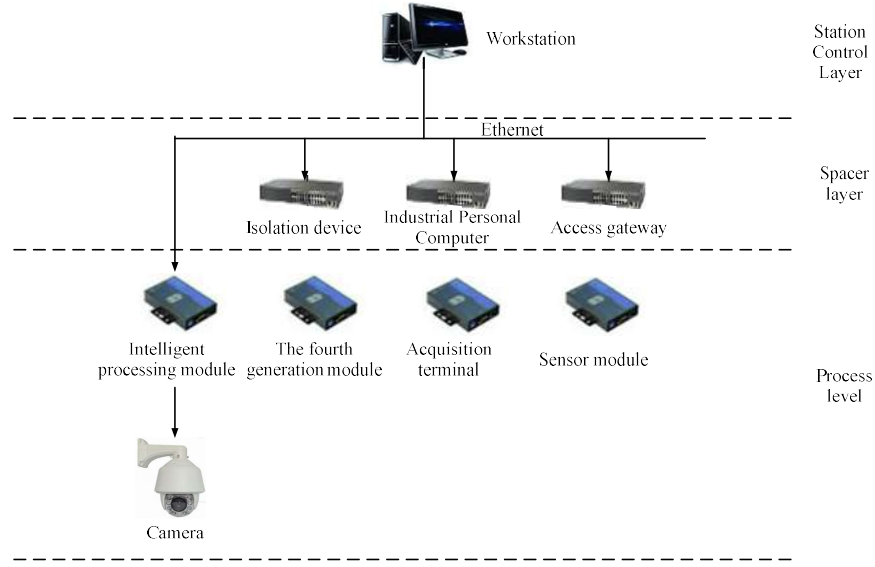 Workstation
Station
Control
Layer
Ethernet
Isolation device
Industrial Personal
Computer
Access gateway
Spacer
layer
Intelligent
processing module
The fourth
generation module
Acquisition
terminal
Sensor module
Process
level
Camera